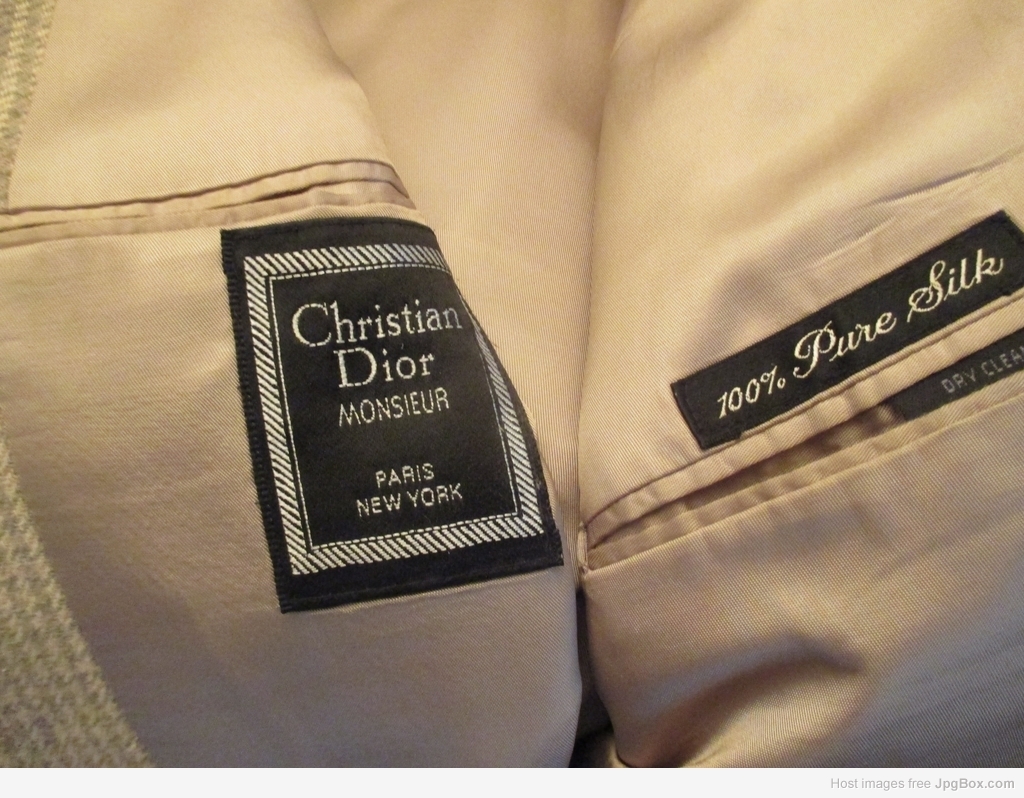 Christian
Dior
MONSIEUR
PARIS
NEW YORK
100% Pure Silk
DRY CLEAN
Host images free JpgBox.com